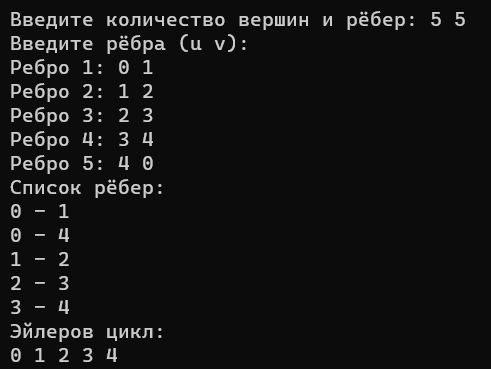 Введите количество вершин и рёбер: 5 5
Введите рёбра (u v):
Ребро 1: 0 1
Ребро 2: 1 2
Ребро 3: 2 3
Ребро 4: 3 4
Ребро 5: 4 0
Список рёбер:
0 - 1
0 - 4
1 - 2
2 - 3
3 - 4
Эйлеров цикл:
0 1 2 3 4